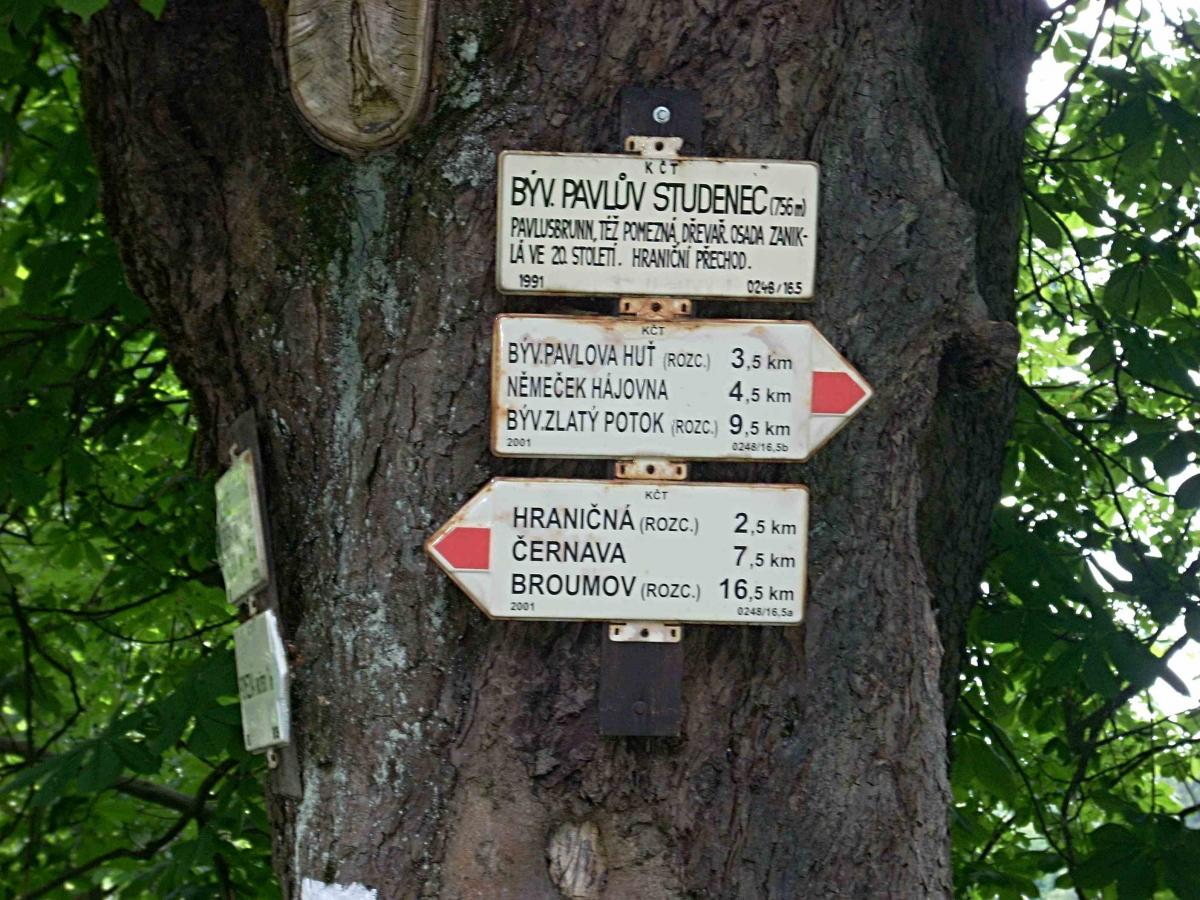 KČT
BÝV. PAVLŮV STUDENEC (756 m)
PAVLUSBRUNN, TÉŽ POMEZNÁ, DŘEVAŘ. OSADA ZANIK-
LÁ VE 20. STOLETÍ. HRANIČNÍ PŘECHOD.
1991 0248/16.5
KČT
BÝV.PAVLOVA HUŤ (ROZC.) 3,5 km
NĚMEČEK HÁJOVNA 4,5 km
BÝV.ZLATÝ POTOK (ROZC.) 9,5 km
2001 0248/16,5b
KČT
HRANIČNÁ (ROZC.) 2,5 km
ČERNAVA 7,5 km
BROUMOV (ROZC.) 16,5 km
2001 0248/16,5a